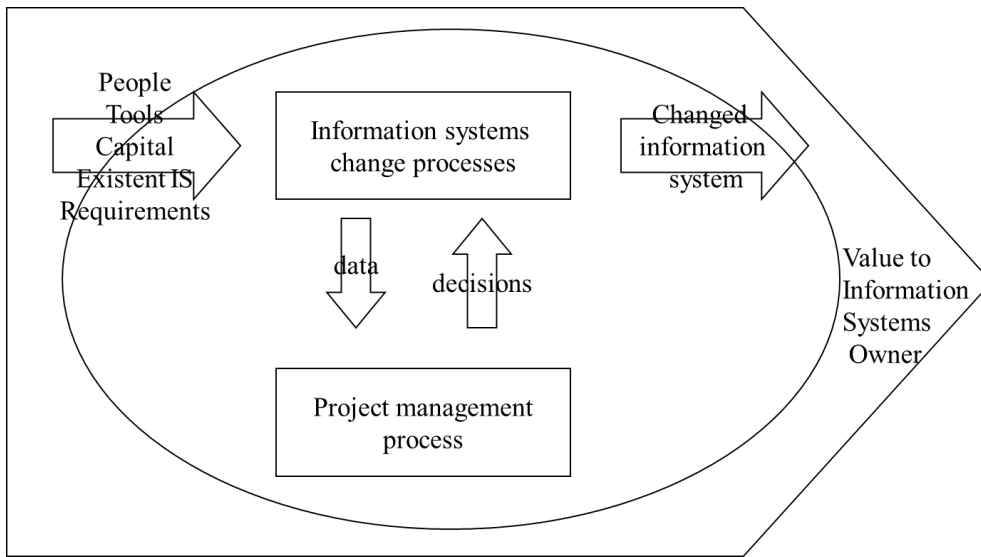 People
Tools
Capital
Existent IS
Requirements
Information systems
change processes
Changed
information
system
data
decisions
Value to
Information
Systems
Owner
Project management
process